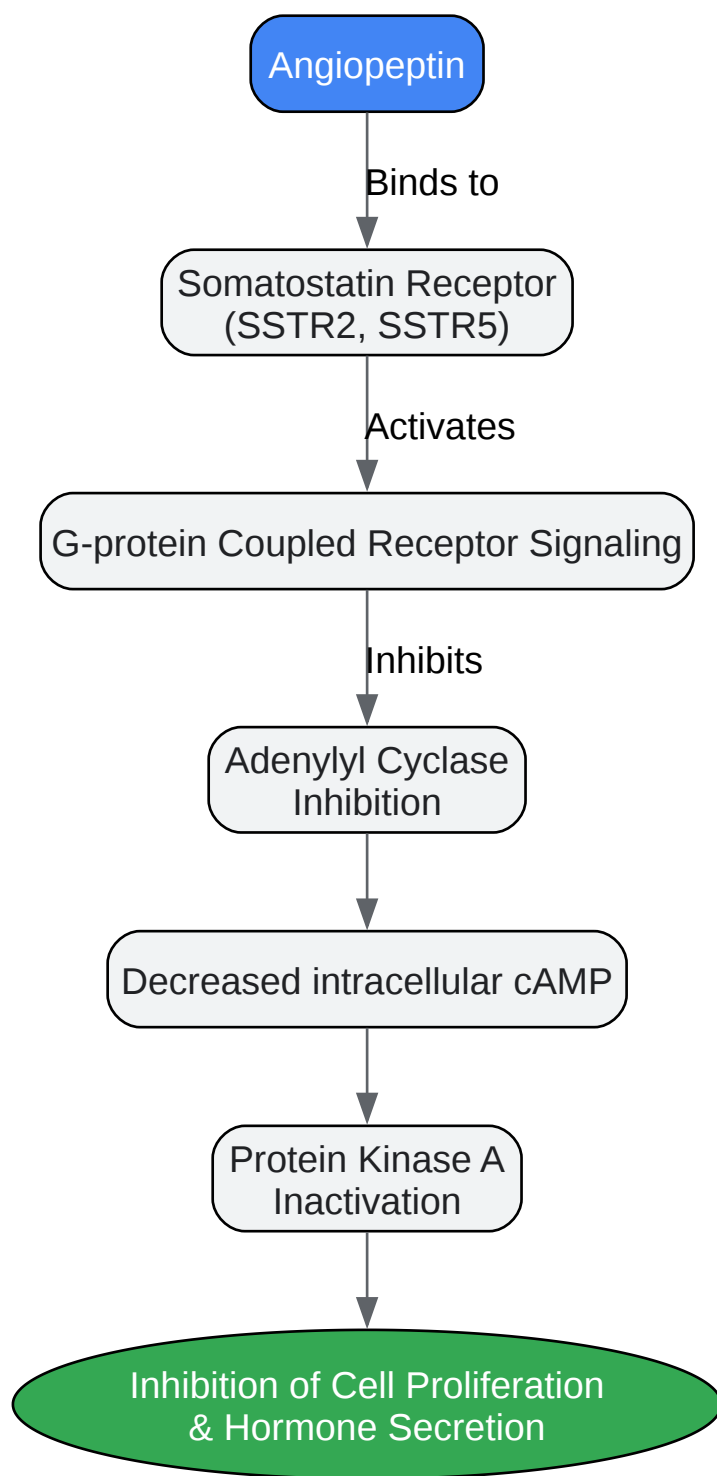 Angiopeptin
Binds to
Somatostatin Receptor
(SSTR2, SSTR5)
Activates
G-protein Coupled Receptor Signaling
Inhibits
Adenylyl Cyclase
Inhibition
Decreased intracellular cAMP
Protein Kinase A
Inactivation
Inhibition of Cell Proliferation
& Hormone Secretion